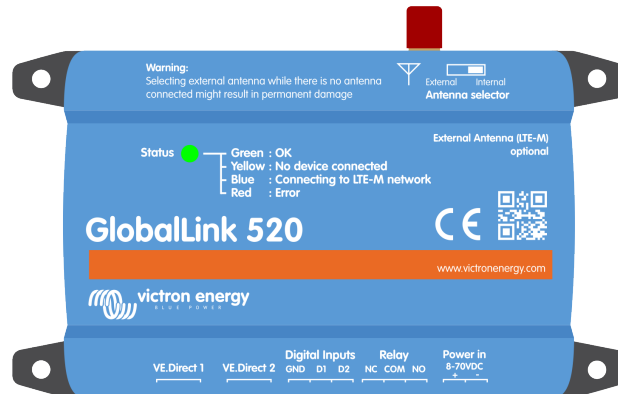 Warning:
Selecting external antenna while there is no antenna
connected might result in permanent damage
External Internal
Antenna selector
External Antenna (LTE-M)
optional
Status
Green : OK
Yellow : No device connected
Blue : Connecting to LTE-M network
Red : Error
GlobalLink 520
CE
www.victronenergy.com
victron energy
BLUE POWER
VE.Direct 1
VE.Direct 2
Digital Inputs
GND D1 D2
Relay
NC COM NO
Power in
8-70VDC
+ -